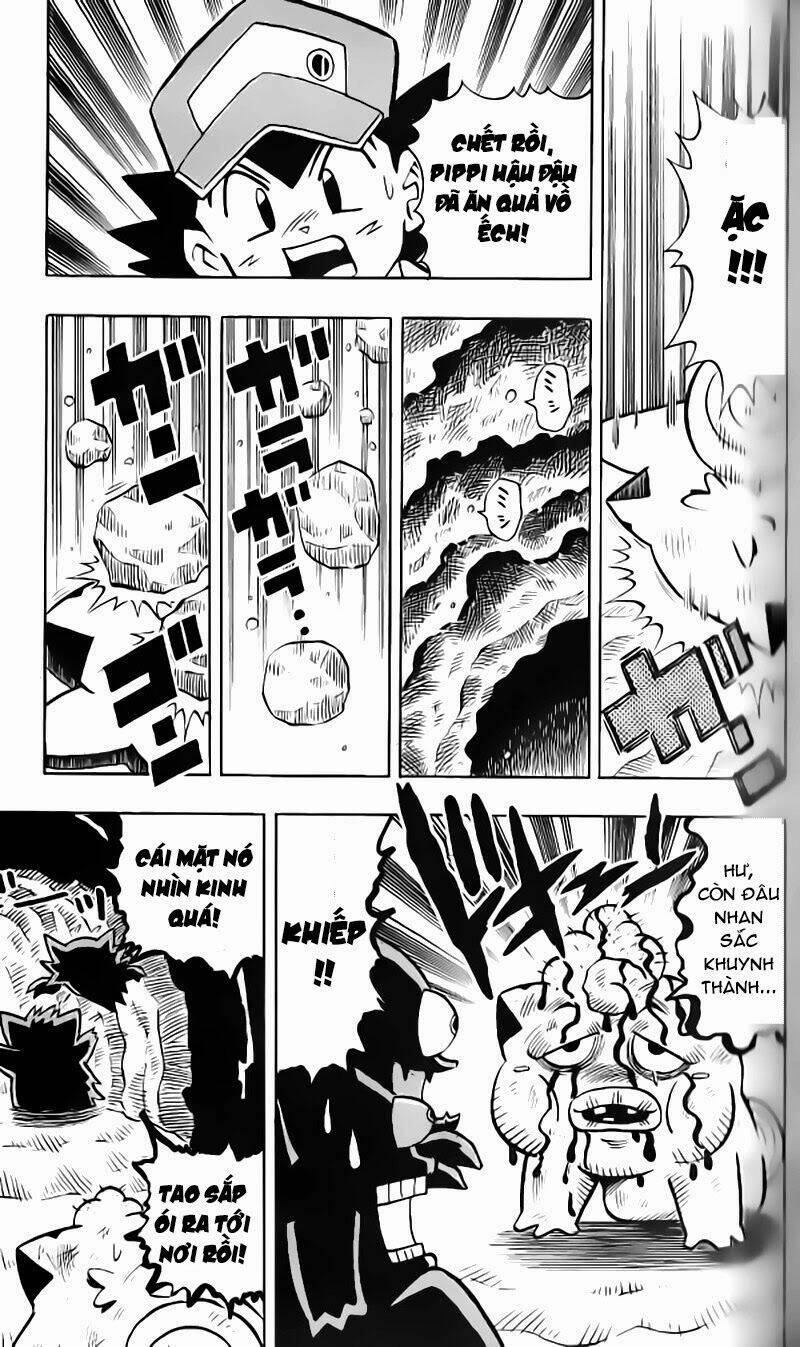 ẶC
!!!
CHẾT RỒI,
PIPPI HẬU ĐẬU
ĐÃ ĂN QUẢ VỒ
ẾCH!
ガッ
ガラ
ガラ...
ガン
ゴン
HƯ,
CÒN ĐÂU
NHAN
SẮC
KHUYNH
THÀNH...
KHIẾP
!!
CÁI MẶT NÓ
NHÌN KINH
QUÁ!
TAO SẮP
ÓI RA TỚI
NƠI RỒI!